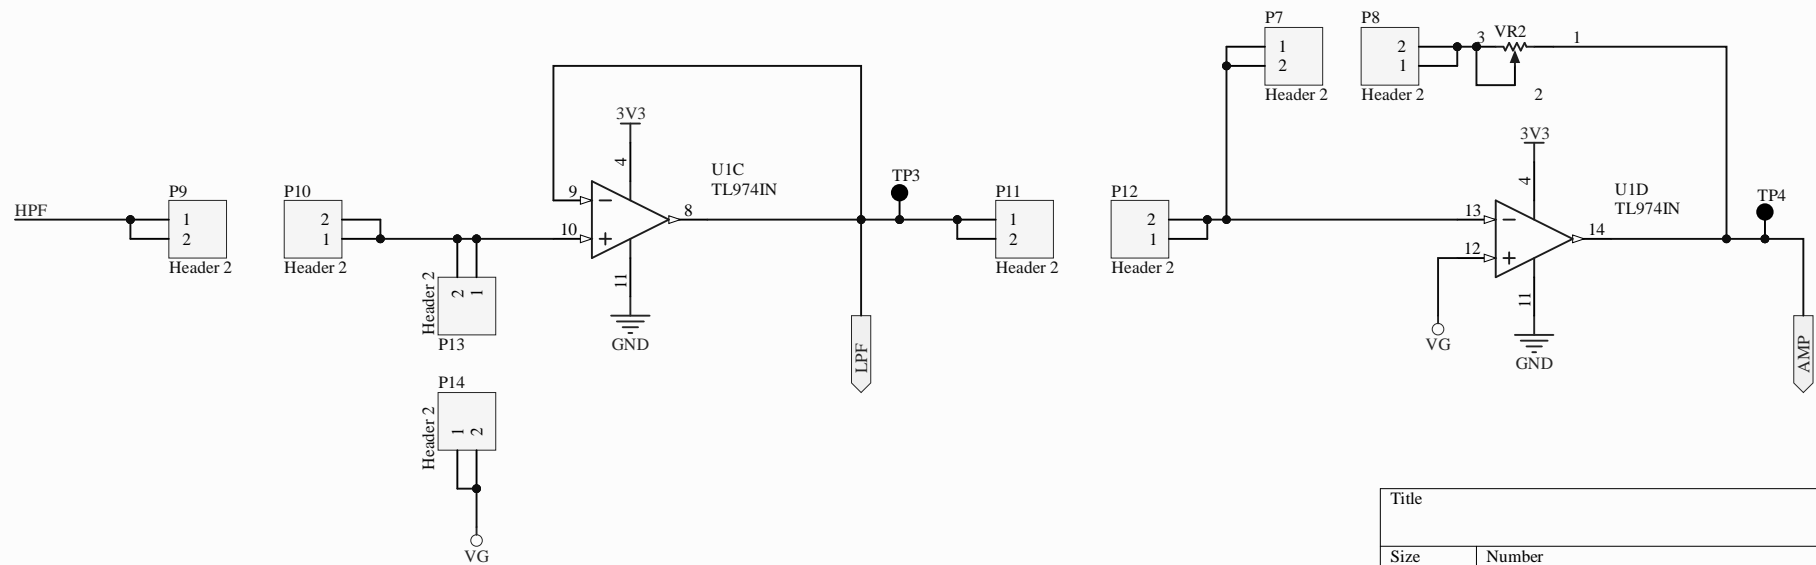 P7
1
2
Header 2
P8
2
1
Header 2
3
VR2
1
2
3V3
4
U1C
TL974IN
9
10
8
11
GND
TP3
3V3
4
U1D
TL974IN
13
12
14
11
GND
VG
TP4
HPF
P9
1
2
Header 2
P10
2
1
Header 2
P11
1
2
Header 2
P12
2
1
Header 2
Header 2
2
1
P13
LPF
AMP
P14
Header 2
1
2
VG
Title
Size
Number